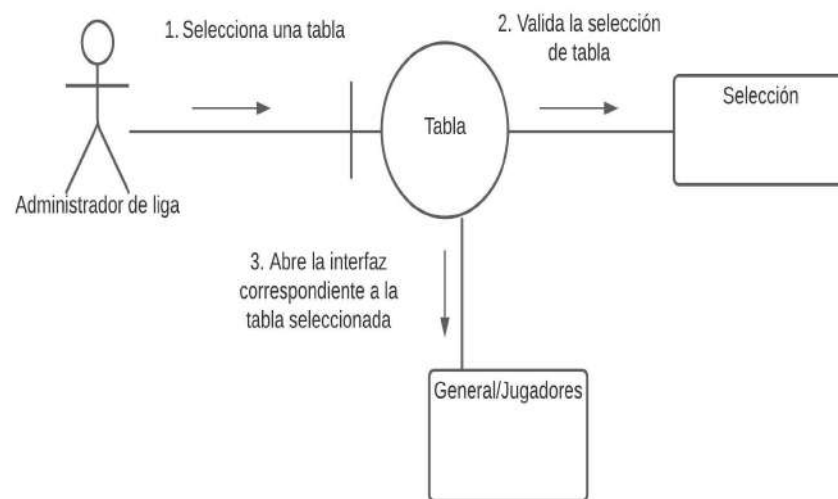 1. Selecciona una tabla
2. Valida la selección
de tabla
Selección
Tabla
Administrador de liga
3. Abre la interfaz
correspondiente a la
tabla seleccionada
General/Jugadores